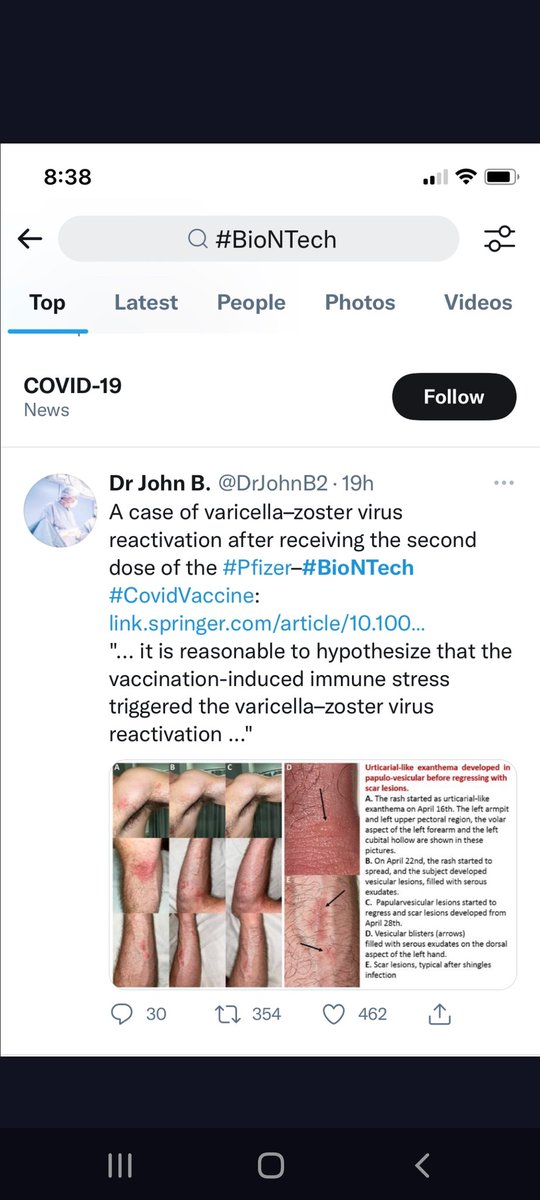 8:38
#BioNTech
Top Latest People Photos Videos
COVID-19
News
Follow
Dr John B. @DrJohnB2 · 19h
A case of varicella–zoster virus
reactivation after receiving the second
dose of the #Pfizer–#BioNTech
#CovidVaccine:
link.springer.com/article/10.100...
"... it is reasonable to hypothesize that the
vaccination-induced immune stress
triggered the varicella–zoster virus
reactivation ..."
A B C D
E
Urticarial-like exanthema developed in
papulo-vesicular before regressing with
scar lesions.
A. The rash started as urticarial-like
exanthema on April 16th. The left armpit
and left upper pectoral region, the volar
aspect of the left forearm and the left
cubital hollow are shown in these
pictures.
B. On April 22nd, the rash started to
spread, and the subject developed
vesicular lesions, filled with serous
exudates.
C. Papularvesicular lesions started to
regress and scar lesions developed from
April 28th.
D. Vesicular blisters (arrows)
filled with serous exudates on the dorsal
aspect of the left hand.
E. Scar lesions, typical after shingles
infection
30 354 462